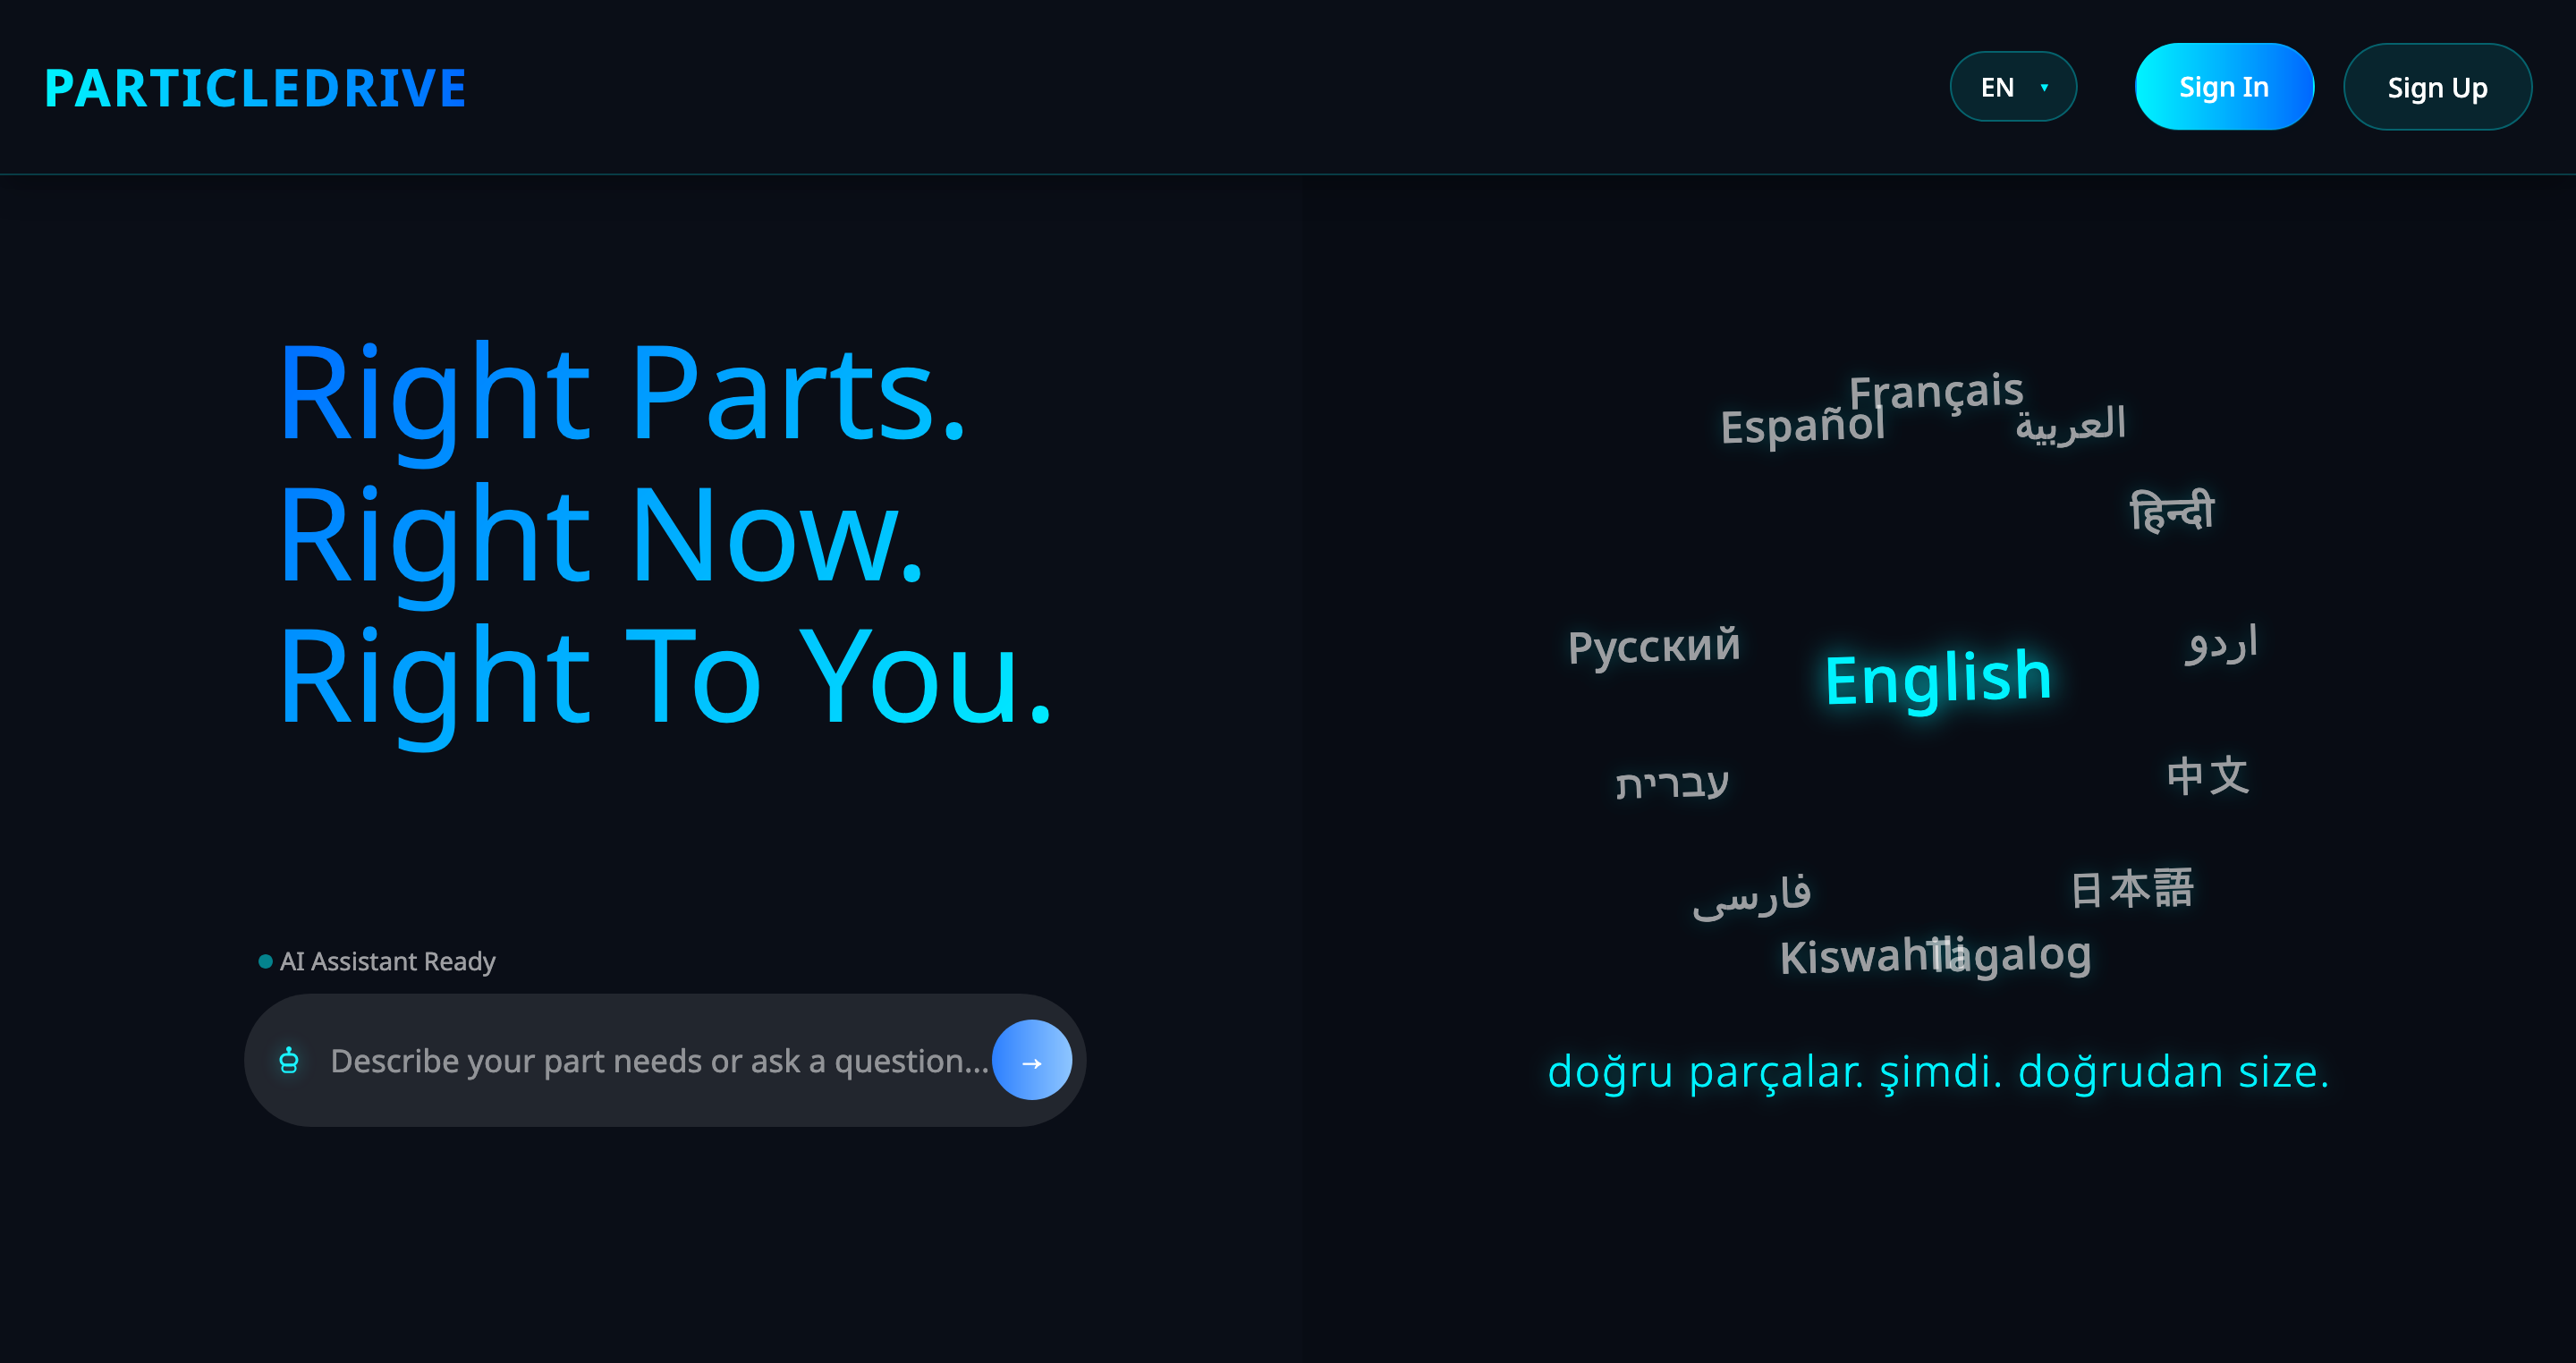 PARTICLEDRIVE
EN ▾
Sign In
Sign Up
Right Parts.
Right Now.
Right To You.
AI Assistant Ready
Describe your part needs or ask a question...
→
Français
Español
العربية
हिन्दी
Русский
English
اردو
עברית
中文
فارسی
日本語
Kiswahili
Tagalog
doğru parçalar. şimdi. doğrudan size.